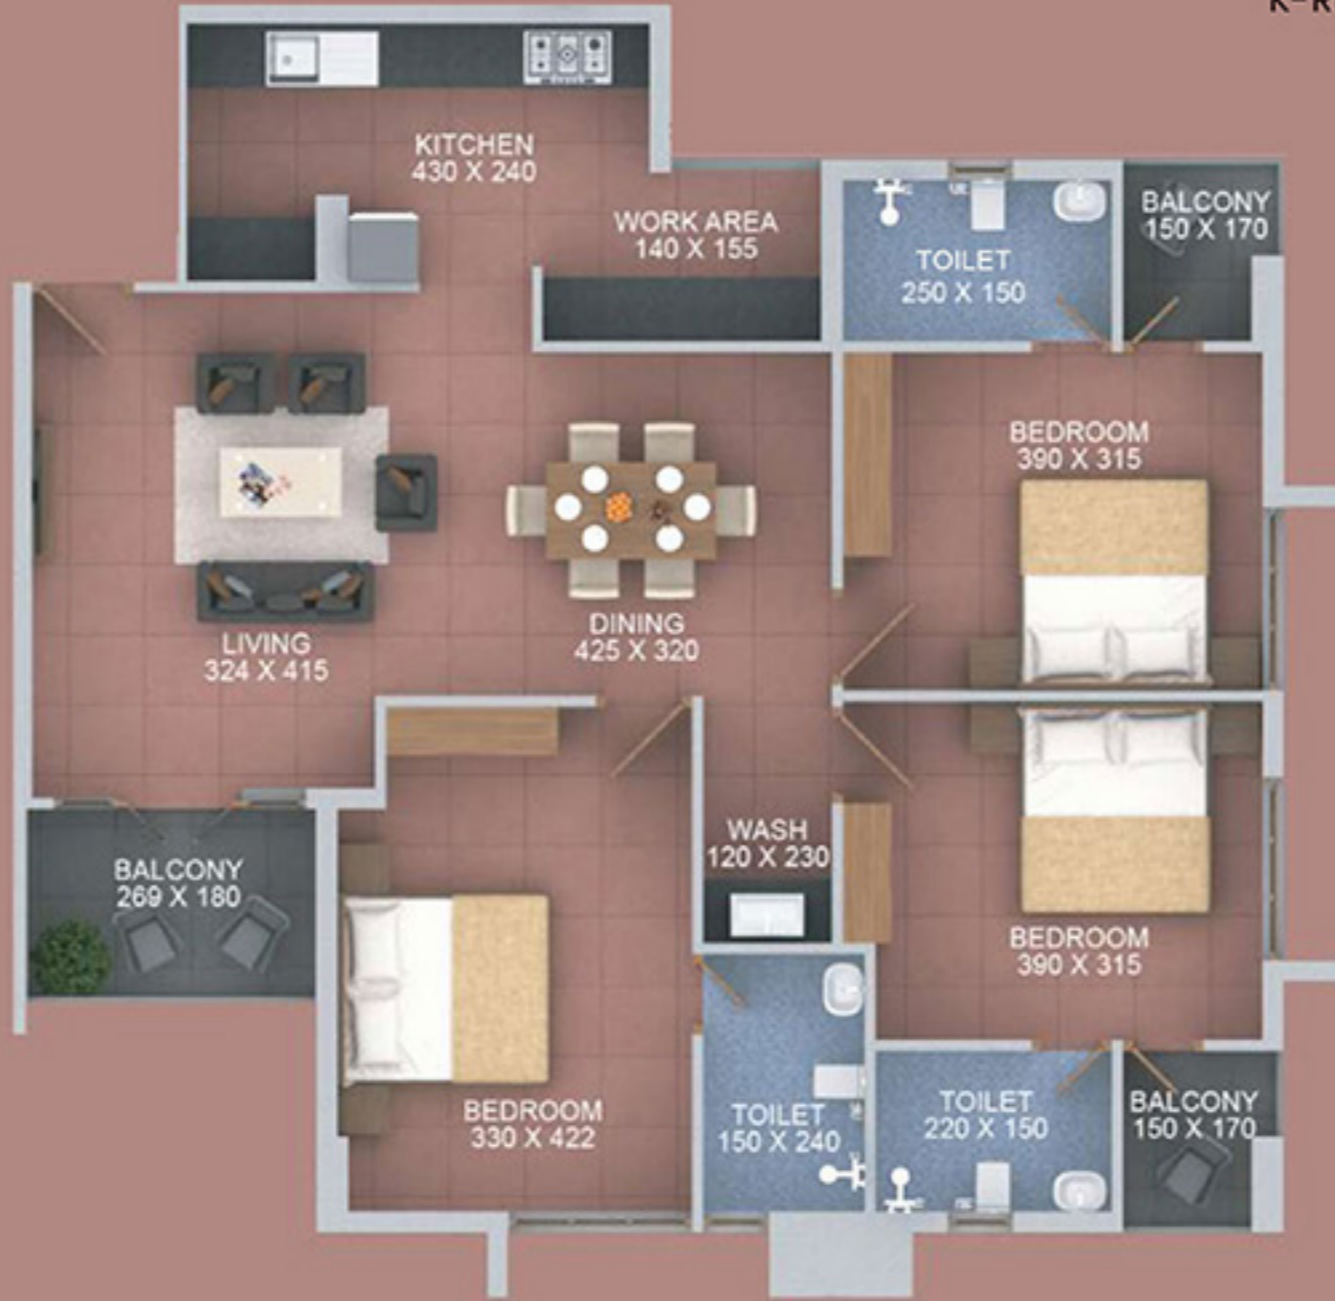 K-R
KITCHEN
430 X 240
WORK AREA
140 X 155
TOILET
250 X 150
BALCONY
150 X 170
BEDROOM
390 X 315
LIVING
324 X 415
DINING
425 X 320
WASH
120 X 230
BALCONY
269 X 180
BEDROOM
390 X 315
BEDROOM
330 X 422
TOILET
150 X 240
TOILET
220 X 150
BALCONY
150 X 170